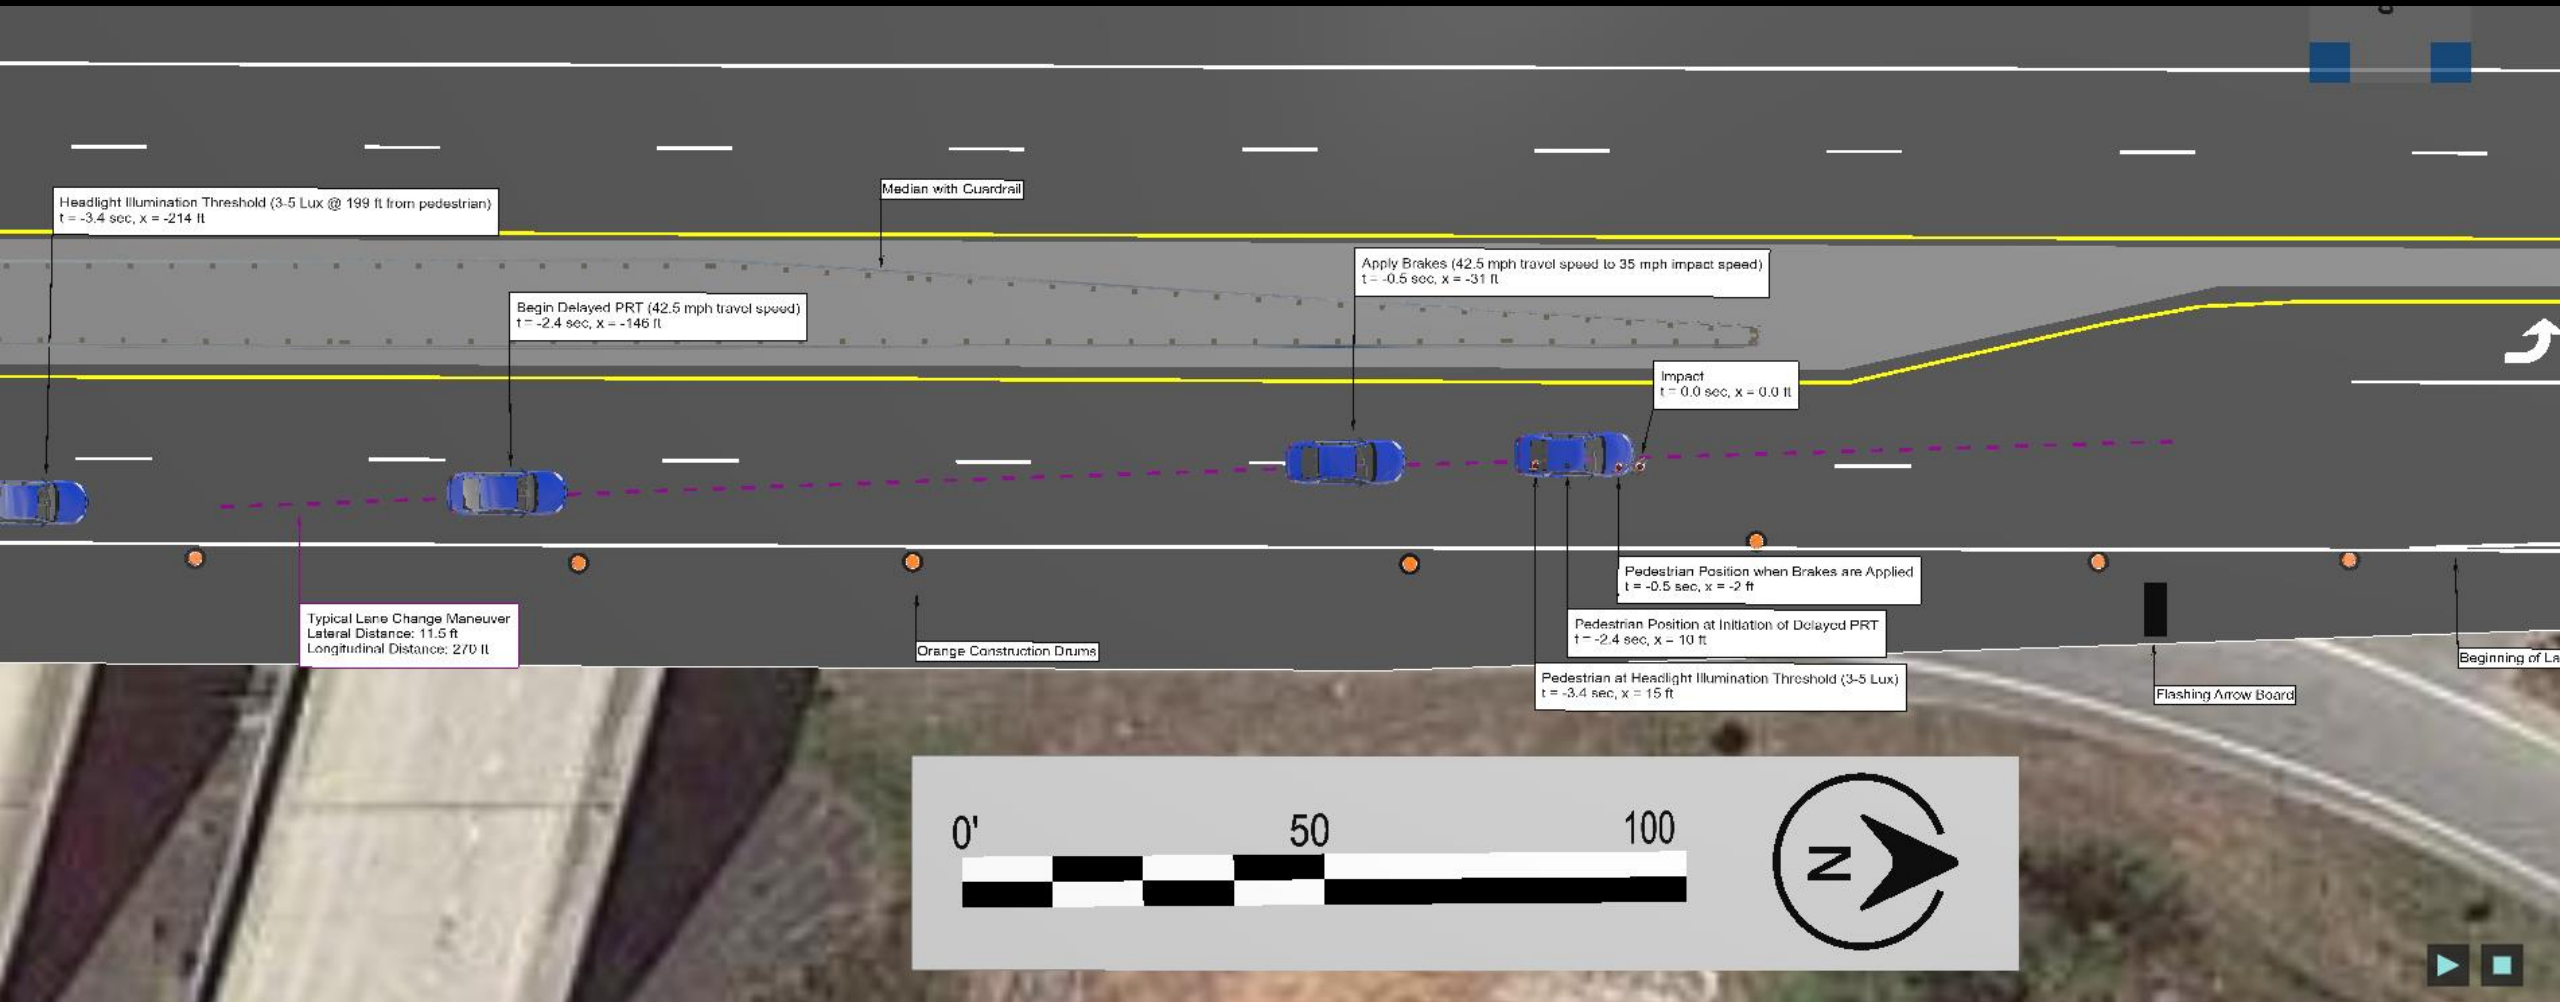 Headlight Illumination Threshold (3-5 Lux @ 199 ft from pedestrian)
t = -3.4 sec, x = -214 ft
Median with Guardrail
Apply Brakes (42.5 mph travel speed to 35 mph impact speed)
t = -0.5 sec, x = -31 ft
Begin Delayed PRT (42.5 mph travel speed)
t = -2.4 sec, x = -146 ft
Impact
t = 0.0 sec, x = 0.0 ft
Pedestrian Position when Brakes are Applied
t = -0.5 sec, x = -2 ft
Typical Lane Change Maneuver
Lateral Distance: 11.5 ft
Longitudinal Distance: 270 ft
Pedestrian Position at Initiation of Delayed PRT
t = -2.4 sec, x = 10 ft
Orange Construction Drums
Beginning of La
Pedestrian at Headlight Illumination Threshold (3-5 Lux)
t = -3.4 sec, x = 15 ft
Flashing Arrow Board
0' 50 100
N